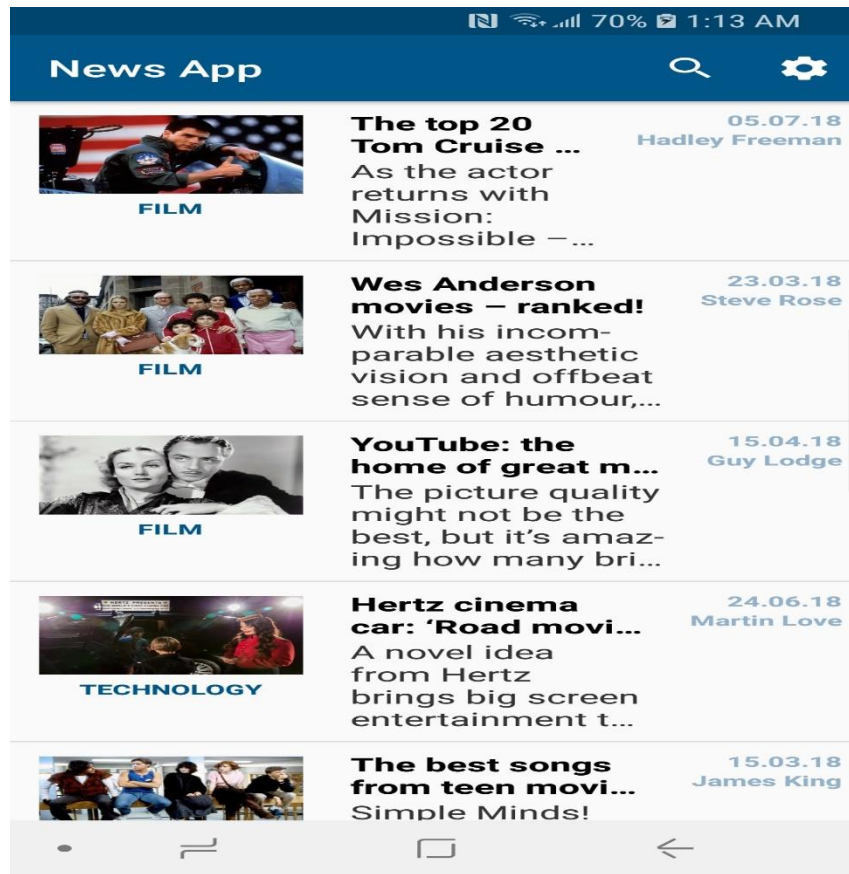 70% 1:13 AM
News App
The top 20
Tom Cruise ...
As the actor
returns with
Mission:
Impossible –...
05.07.18
Hadley Freeman
FILM
Wes Anderson
movies – ranked!
With his incom-
parable aesthetic
vision and offbeat
sense of humour,...
23.03.18
Steve Rose
FILM
YouTube: the
home of great m...
The picture quality
might not be the
best, but it’s amaz-
ing how many bri...
15.04.18
Guy Lodge
FILM
Hertz cinema
car: ‘Road movi...
A novel idea
from Hertz
brings big screen
entertainment t...
24.06.18
Martin Love
TECHNOLOGY
The best songs
from teen movi...
Simple Minds!
15.03.18
James King